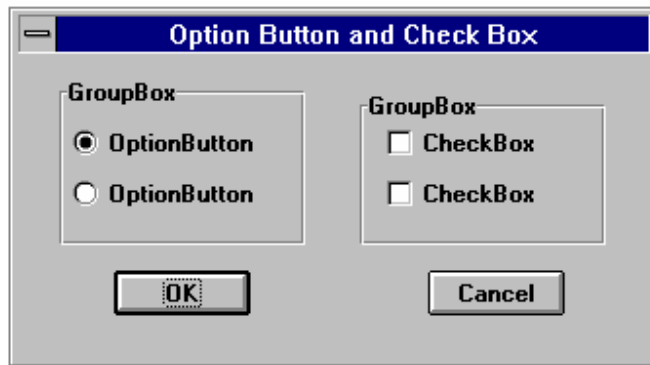 Option Button and Check Box
GroupBox
OptionButton
OptionButton
GroupBox
CheckBox
CheckBox
OK
Cancel